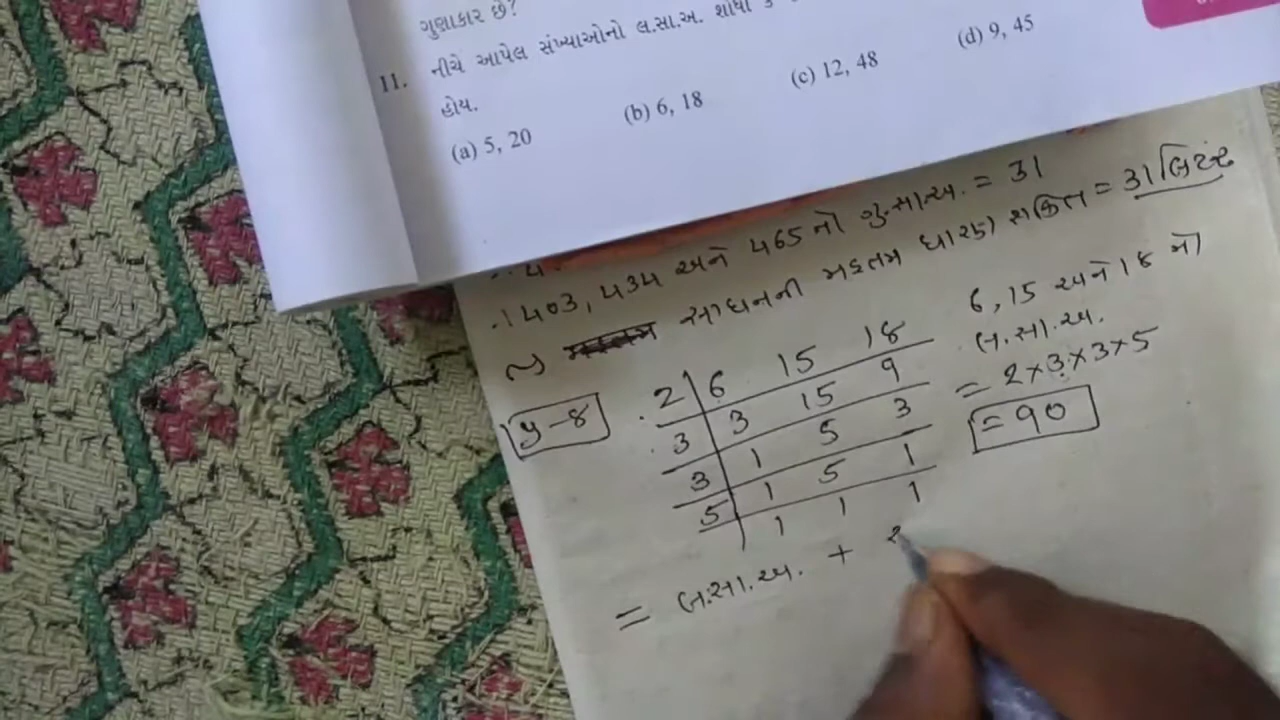 ગુણાકાર છે?
11. નીચે આપેલ સંખ્યાઓનો લ.સા.અ. શોધી
હોય.
(a) 5, 20 (b) 6, 18 (c) 12, 48 (d) 9, 45
403, 434 અને 465 નો ગુ.સા.અ. = 31
સાધનની મહત્તમ ધારણ શક્તિ = 31 લિટર
પ્ર-8
2 6 15 18
3 3 15 9
3 1 5 3
5 1 5 1
1 1 1
6, 15 અને 18 નો
લ.સા.અ.
= 2×3×3×5
= 90
= લ.સા.અ. +